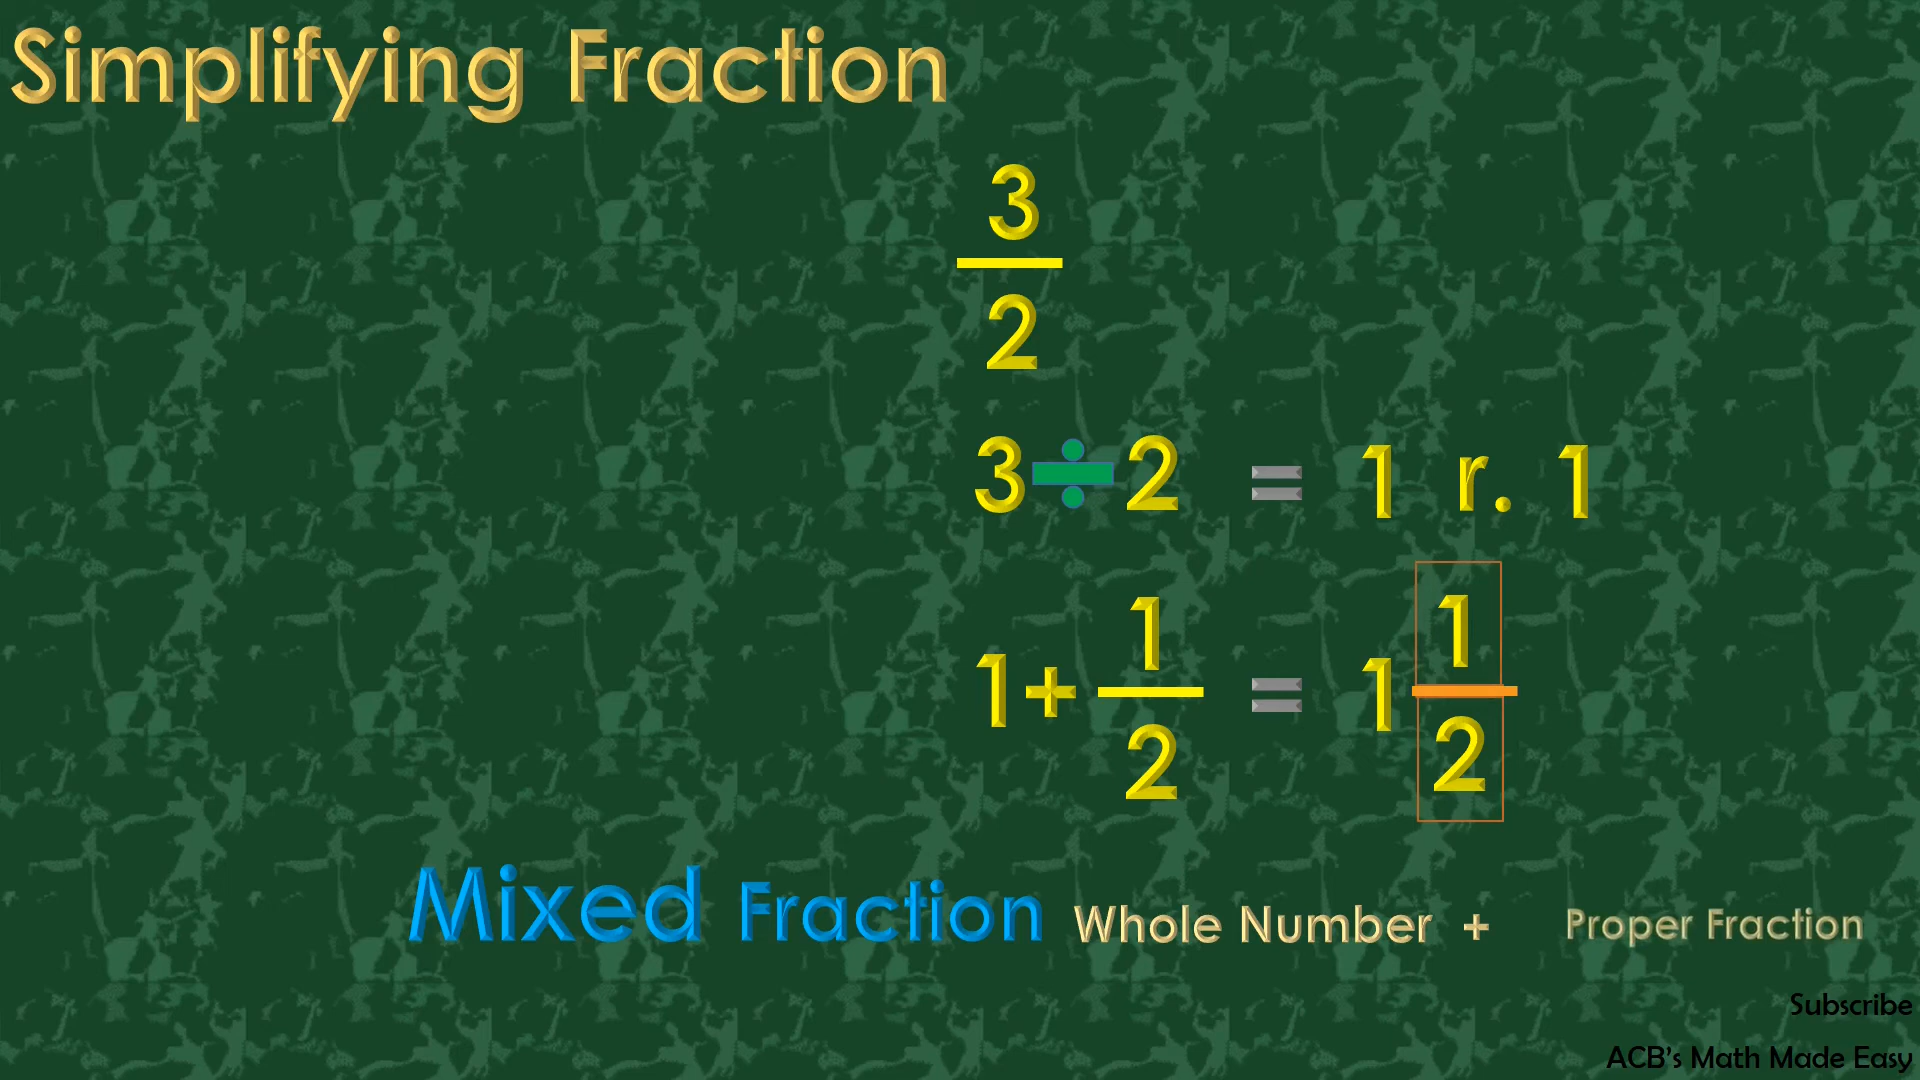 Simplifying Fraction
3
2
3 ÷ 2 = 1 r. 1
1 + 1/2 = 1 1/2
Mixed Fraction Whole Number + Proper Fraction
Subscribe
ACB's Math Made Easy